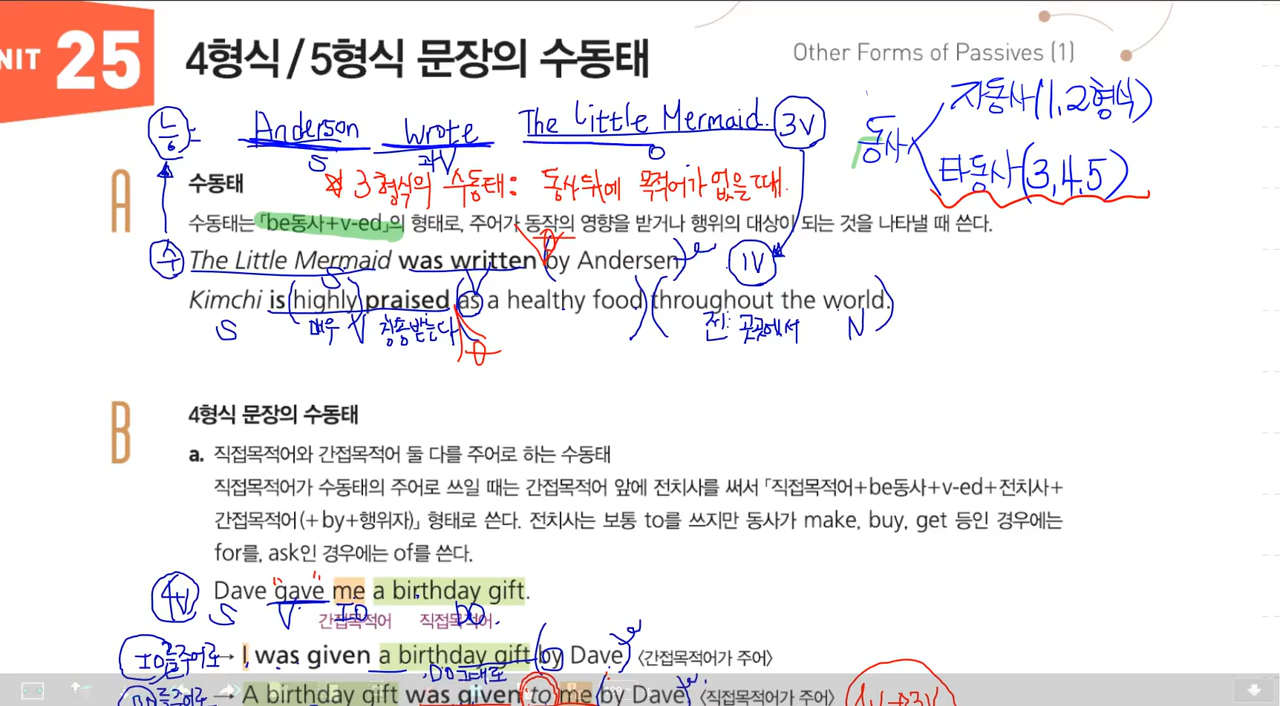 NIT 25 4형식/5형식 문장의 수동태 Other Forms of Passives (1)
자동사(1, 2형식)
동사
타동사(3, 4, 5)
능 Anderson wrote The Little Mermaid. 3V
S 과V O
A 수동태
3형식의 수동태: 동사뒤에 목적어가 없을때.
수동태는 「be동사+v-ed」의 형태로, 주어가 동작의 영향을 받거나 행위의 대상이 되는 것을 나타낼 때 쓴다.
수 The Little Mermaid was written by Andersen 1V
S V
Kimchi is highly praised as a healthy food throughout the world.
S 매우 V 칭송받는다 전: 곳곳에서 N
B 4형식 문장의 수동태
a. 직접목적어와 간접목적어 둘 다를 주어로 하는 수동태
직접목적어가 수동태의 주어로 쓰일 때는 간접목적어 앞에 전치사를 써서 「직접목적어+be동사+v-ed+전치사+
간접목적어(+by+행위자)」 형태로 쓴다. 전치사는 보통 to를 쓰지만 동사가 make, buy, get 등인 경우에는
for를, ask인 경우에는 of를 쓴다.
4V Dave "gave" me a birthday gift.
S V IO DO
간접목적어 직접목적어
IO를주어로 → I was given a birthday gift by Dave 〈간접목적어가 주어〉
DO 그대로
를주어로 → A birthday gift was given to me by Dave 〈직접목적어가 주어〉 4V→3V